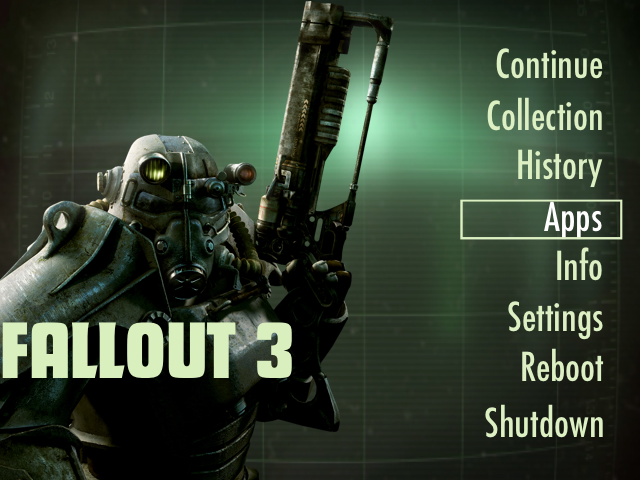 Continue
Collection
History
Apps
Info
Settings
FALLOUT 3
Reboot
Shutdown